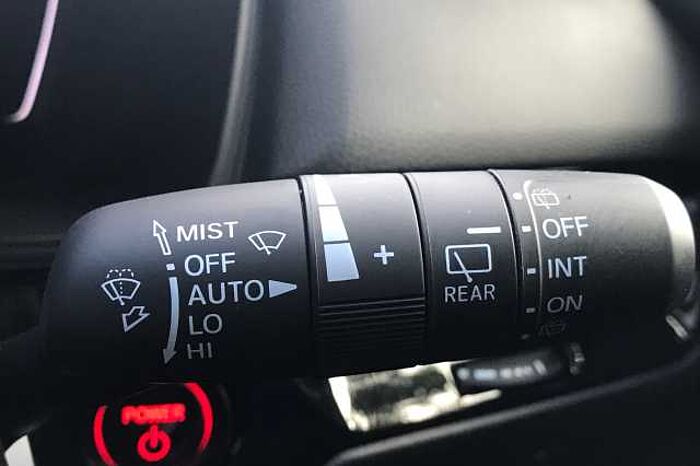 MIST
OFF
AUTO
LO
HI
+
REAR
OFF
INT
ON
POWER